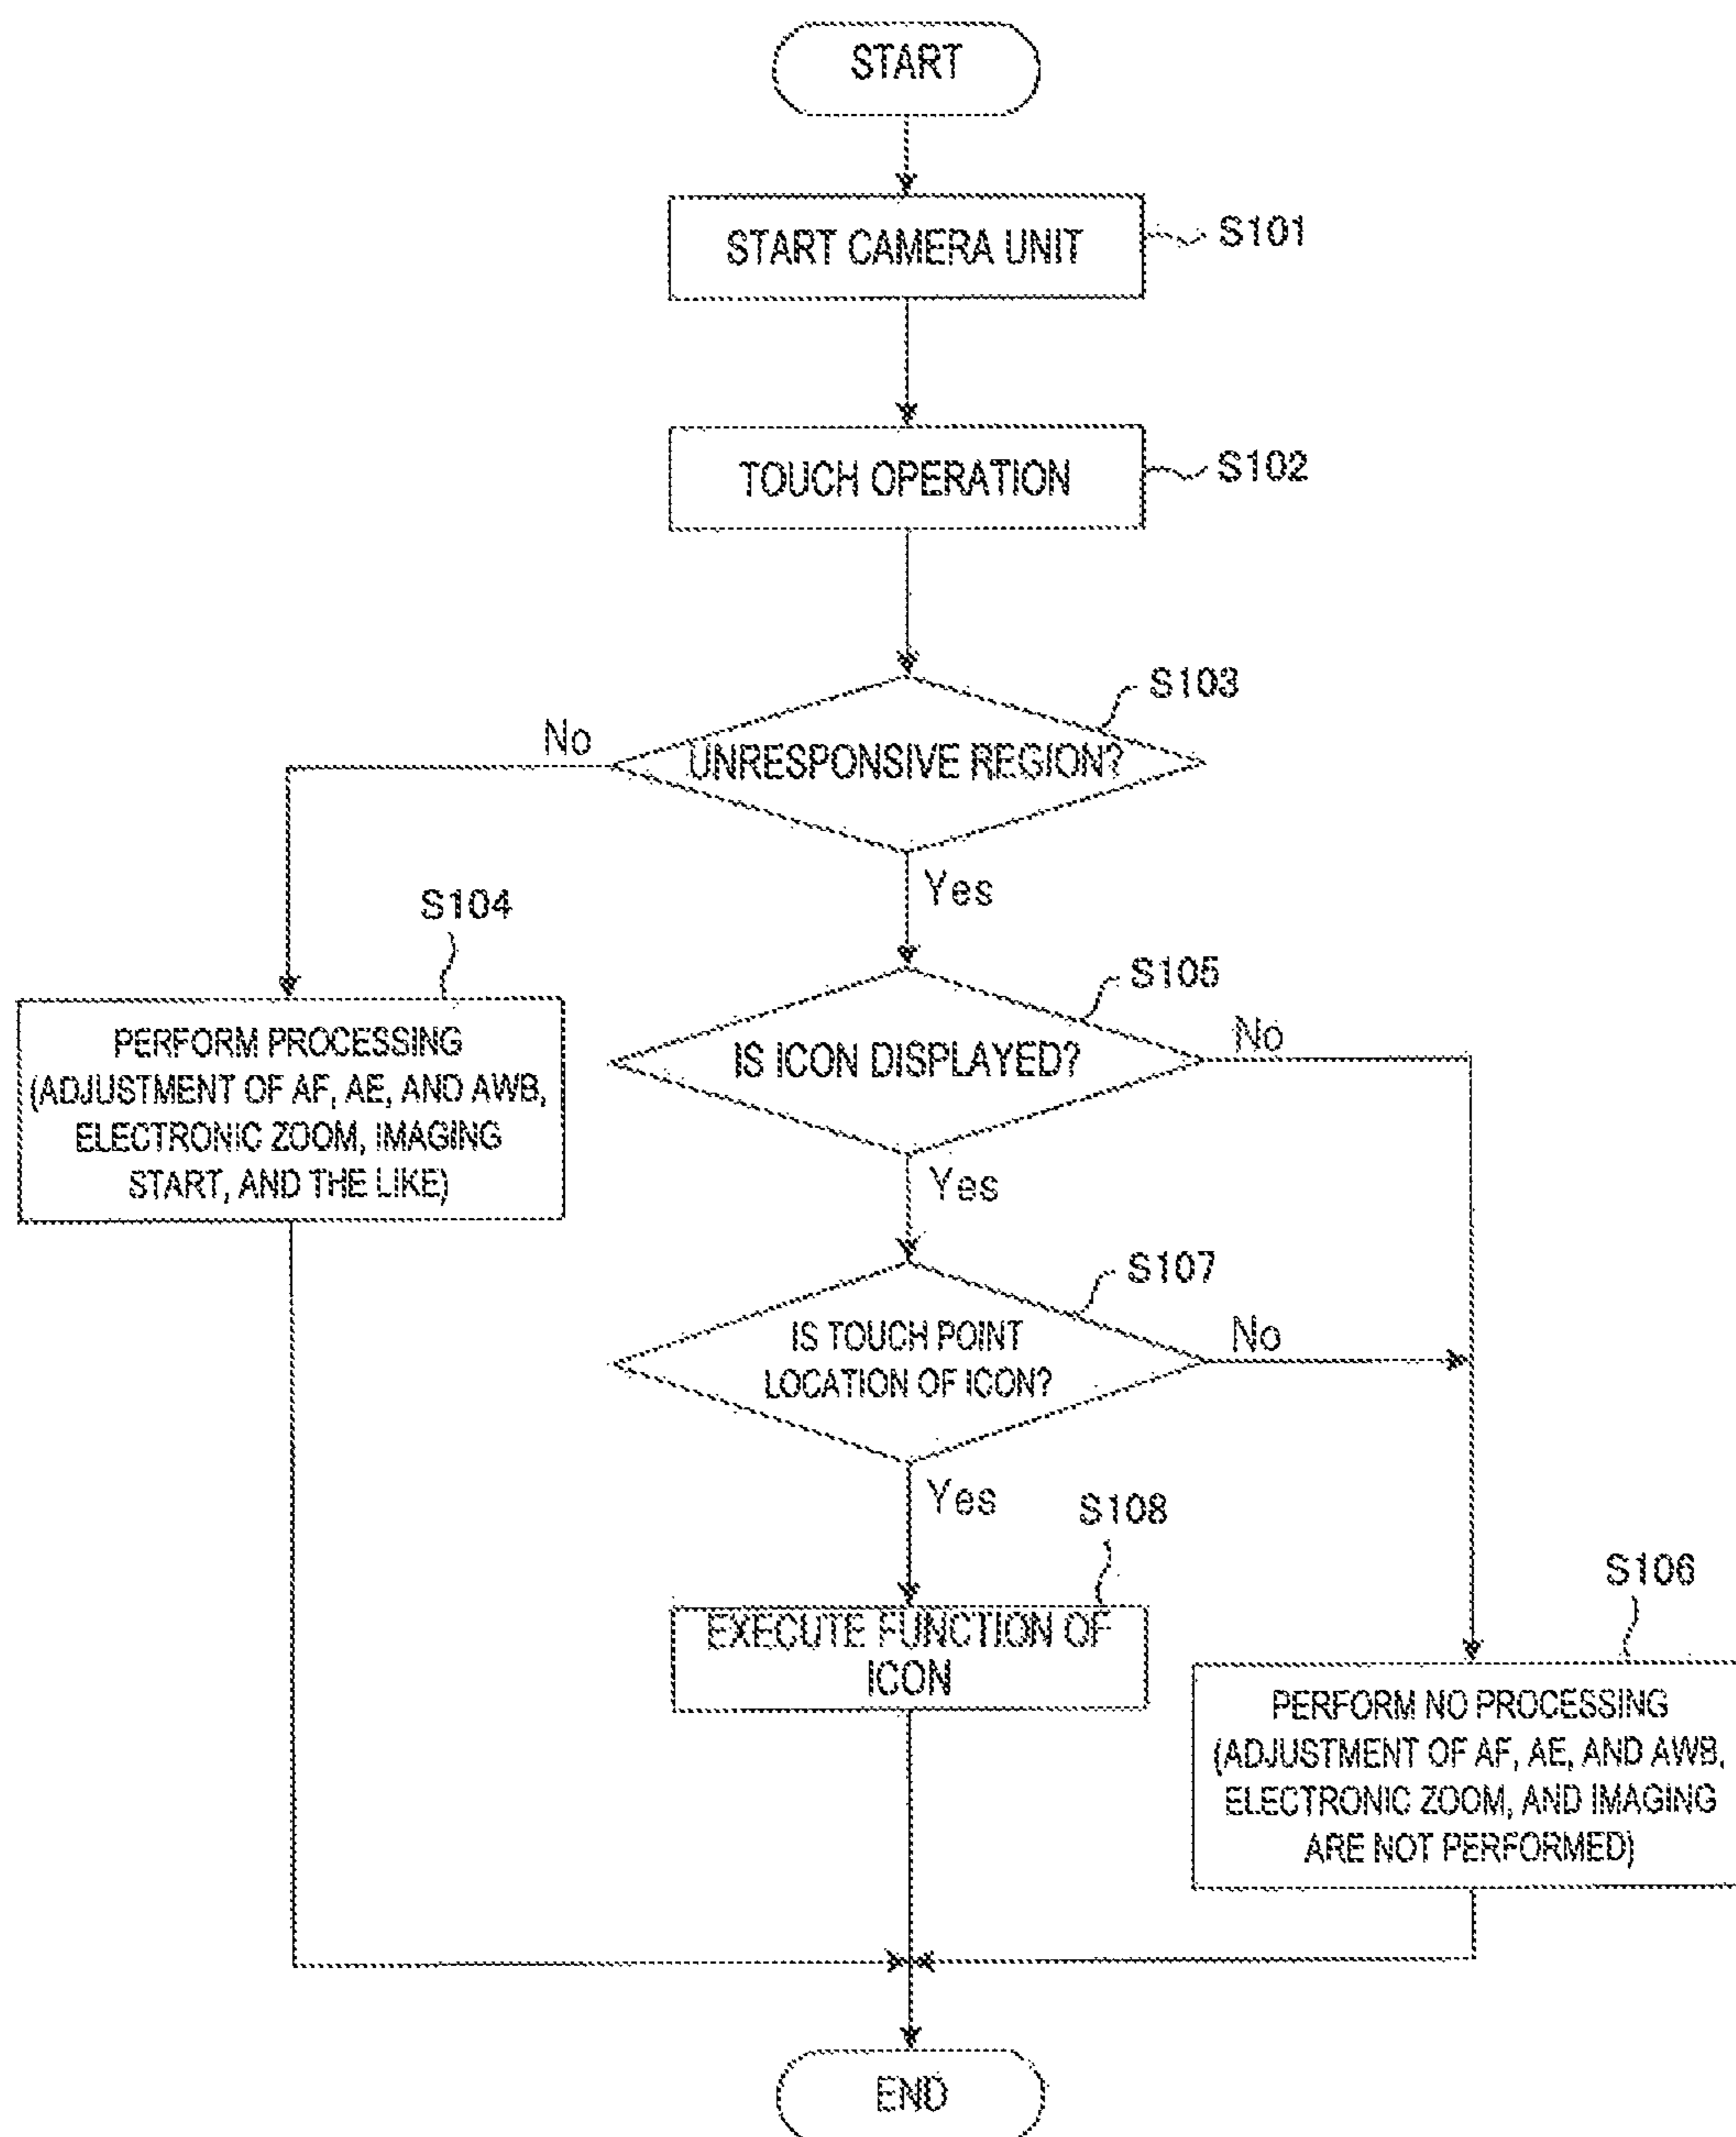 START
START CAMERA UNIT
S101
TOUCH OPERATION
S102
S103
No
UNRESPONSIVE REGION?
Yes
S104
PERFORM PROCESSING
(ADJUSTMENT OF AF, AE, AND AWB,
ELECTRONIC ZOOM, IMAGING
START, AND THE LIKE)
S105
IS ICON DISPLAYED?
No
Yes
S107
IS TOUCH POINT
LOCATION OF ICON?
No
Yes
S108
EXECUTE FUNCTION OF
ICON
S106
PERFORM NO PROCESSING
(ADJUSTMENT OF AF, AE, AND AWB,
ELECTRONIC ZOOM, AND IMAGING
ARE NOT PERFORMED)
END